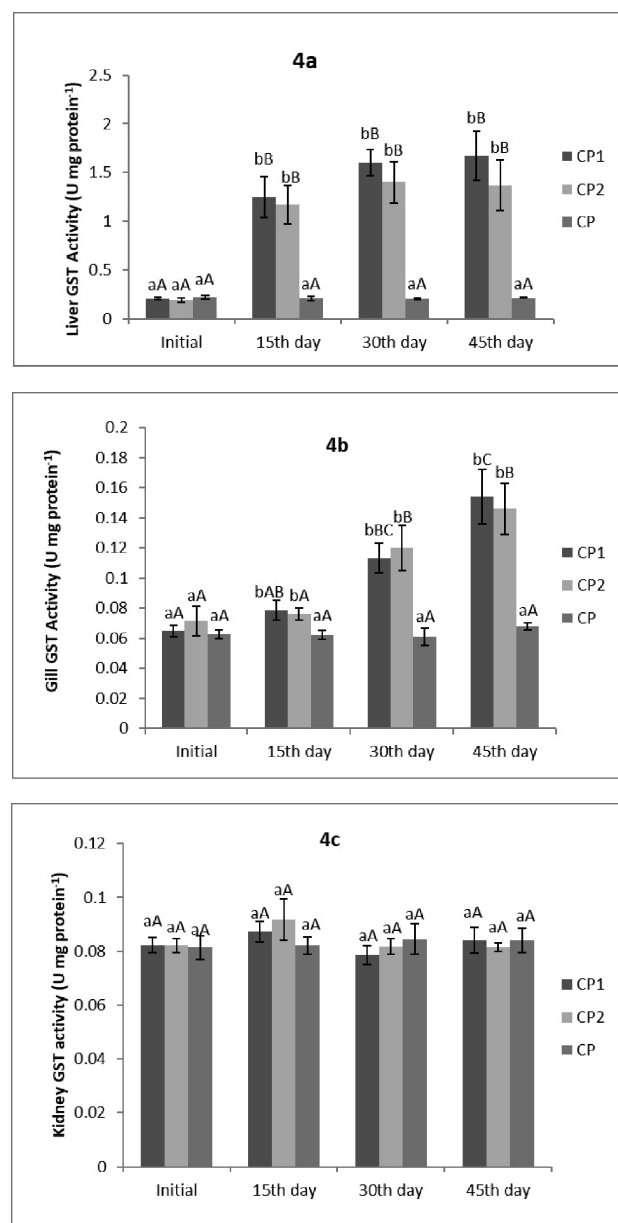 4a
Liver GST Activity (U mg protein⁻¹)
2.5
2
1.5
1
0.5
0
aA aA aA
bB bB aA
bB bB aA
bB bB aA
Initial 15th day 30th day 45th day
CP1
CP2
CP
4b
Gill GST Activity (U mg protein⁻¹)
0.2
0.18
0.16
0.14
0.12
0.1
0.08
0.06
0.04
0.02
0
aA aA aA
bAB bA aA
bBC bB aA
bC bB aA
Initial 15th day 30th day 45th day
CP1
CP2
CP
4c
Kidney GST activity (U mg protein⁻¹)
0.12
0.1
0.08
0.06
0.04
0.02
0
aA aA aA
aA aA aA
aA aA aA
aA aA aA
Initial 15th day 30th day 45th day
CP1
CP2
CP